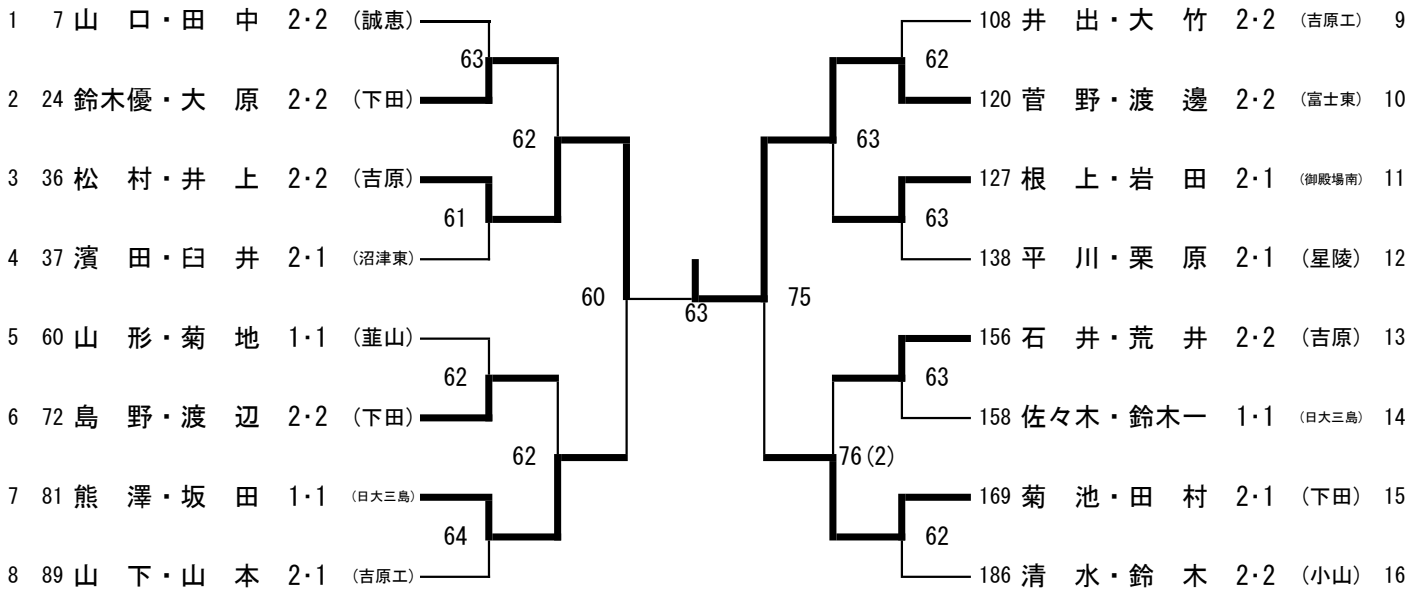 1 7 山 口・田 中 2・2 (誠恵)
63
2 24 鈴木優・大 原 2・2 (下田)
62
3 36 松 村・井 上 2・2 (吉原)
61
4 37 濱 田・臼 井 2・1 (沼津東)
60
5 60 山 形・菊 地 1・1 (韮山)
62
6 72 島 野・渡 辺 2・2 (下田)
62
7 81 熊 澤・坂 田 1・1 (日大三島)
64
8 89 山 下・山 本 2・1 (吉原工)
63
108 井 出・大 竹 2・2 (吉原工) 9
62
120 菅 野・渡 邊 2・2 (富士東) 10
63
127 根 上・岩 田 2・1 (御殿場南) 11
63
138 平 川・栗 原 2・1 (星陵) 12
75
156 石 井・荒 井 2・2 (吉原) 13
63
158 佐々木・鈴木一 1・1 (日大三島) 14
76(2)
169 菊 池・田 村 2・1 (下田) 15
62
186 清 水・鈴 木 2・2 (小山) 16